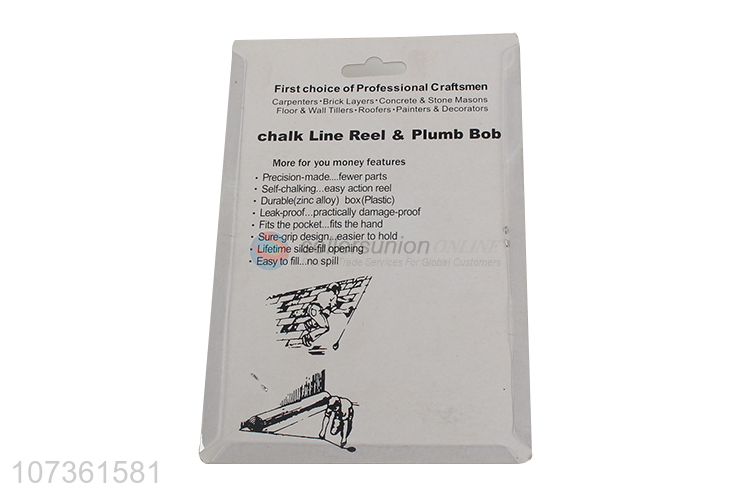 First choice of Professional Craftsmen
Carpenters·Brick Layers·Concrete & Stone Masons
Floor & Wall Tillers·Roofers·Painters & Decorators
chalk Line Reel & Plumb Bob
More for you money features
· Precision-made....fewer parts
· Self-chalking...easy action reel
· Durable(zinc alloy) box(Plastic)
· Leak-proof...practically damage-proof
· Fits the pocket...fits the hand
· Sure-grip design...easier to hold
· Lifetime silde-fill opening
· Easy to fill...no spill
sellersunion ONLINE
Trade Services For Global Customers
107361581